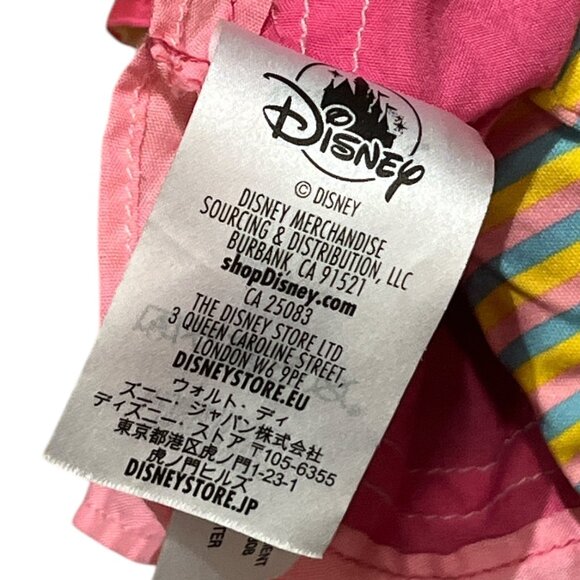 DISNEY
© DISNEY
DISNEY MERCHANDISE
SOURCING & DISTRIBUTION, LLC
BURBANK, CA 91521
shopDisney.com
CA 25083
THE DISNEY STORE LTD
3 QUEEN CAROLINE STREET,
LONDON W6 9PE
DISNEYSTORE.EU
ウォルト・ディ
ズニー・ジャパン株式会社
ディズニー・ストア 〒105-6355
東京都港区虎ノ門1-23-1
虎ノ門ヒルズ
DISNEYSTORE.JP